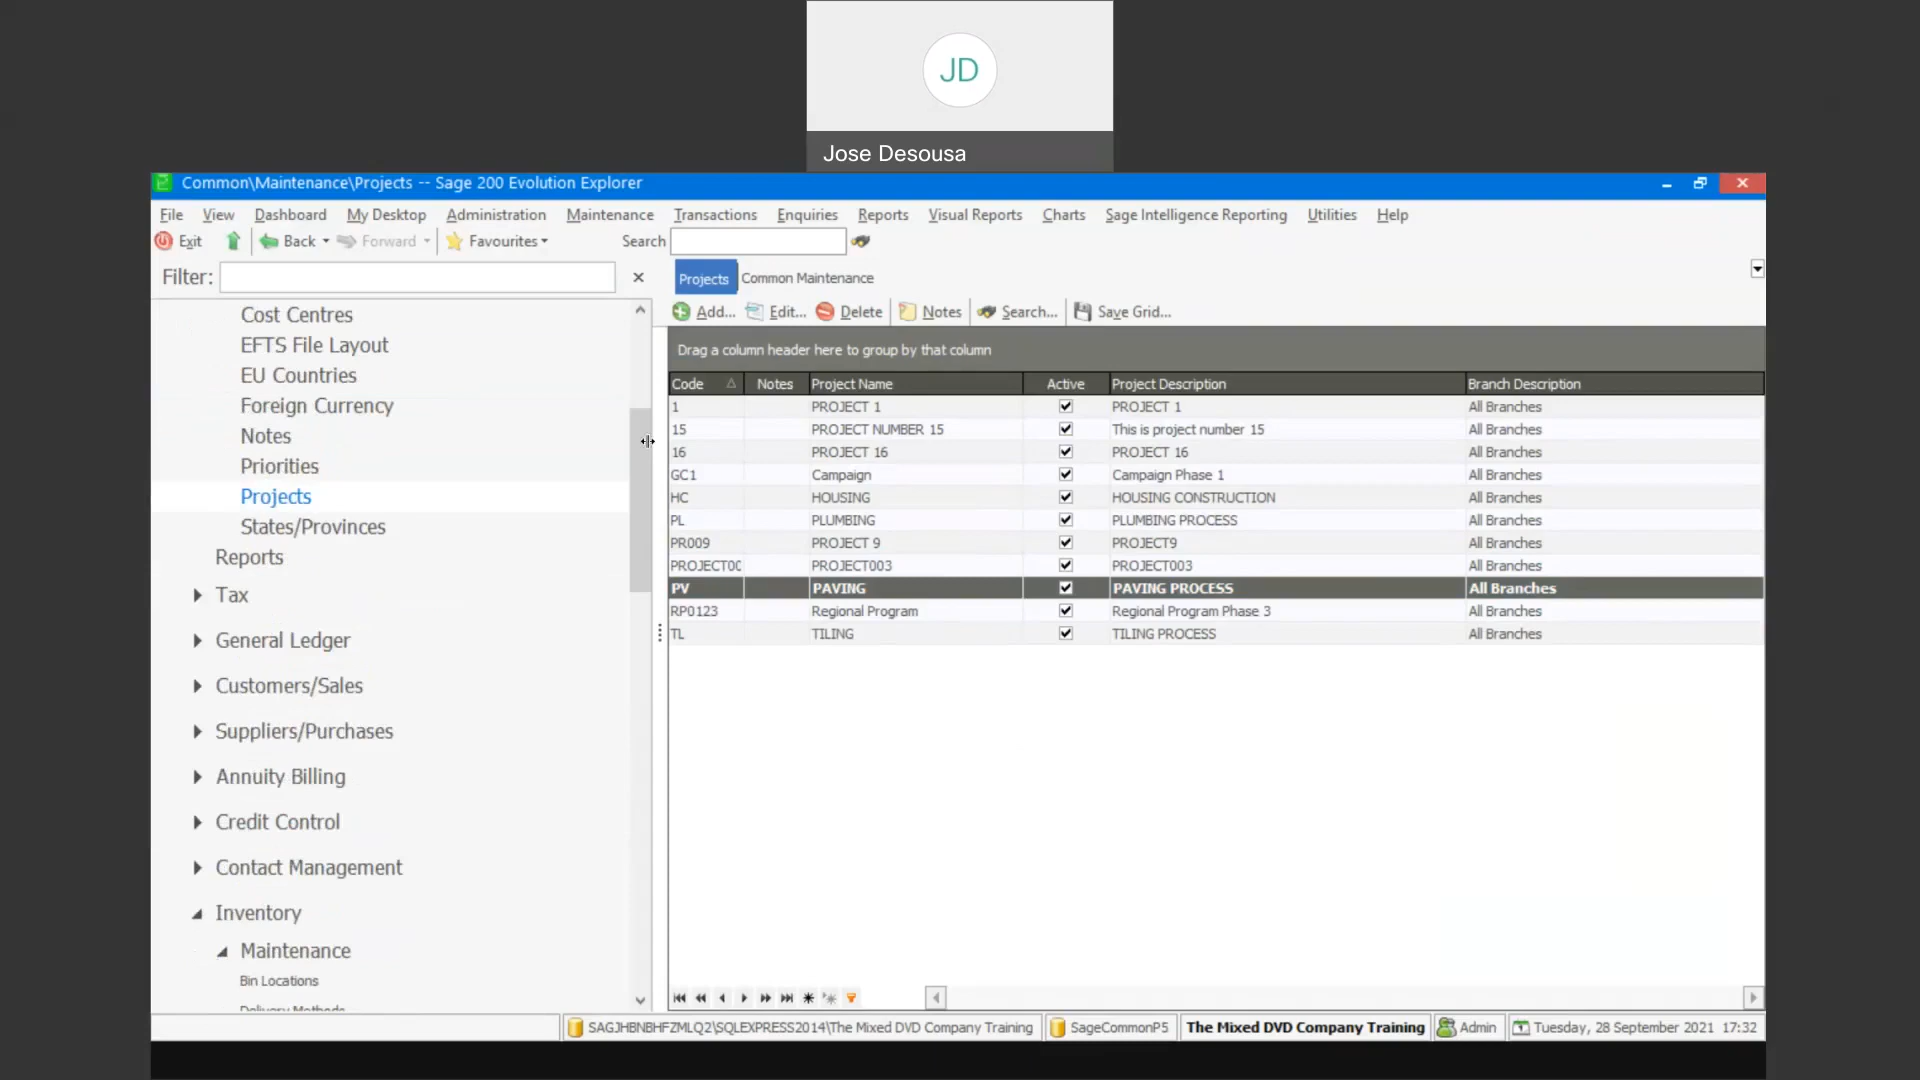 JD
Jose Desousa
Common\Maintenance\Projects -- Sage 200 Evolution Explorer
File View Dashboard My Desktop Administration Maintenance Transactions Enquiries Reports Visual Reports Charts Sage Intelligence Reporting Utilities Help
Exit Back Forward Favourites Search
Filter:
Projects Common Maintenance
Add... Edit... Delete Notes Search... Save Grid...
Cost Centres
EFTS File Layout
EU Countries
Foreign Currency
Notes
Priorities
Projects
States/Provinces
Reports
Tax
General Ledger
Customers/Sales
Suppliers/Purchases
Annuity Billing
Credit Control
Contact Management
Inventory
Maintenance
Bin Locations
Delivery Methods
Drag a column header here to group by that column
Code Notes Project Name Active Project Description Branch Description
1 PROJECT 1 PROJECT 1 All Branches
15 PROJECT NUMBER 15 This is project number 15 All Branches
16 PROJECT 16 PROJECT 16 All Branches
GC1 Campaign Campaign Phase 1 All Branches
HC HOUSING HOUSING CONSTRUCTION All Branches
PL PLUMBING PLUMBING PROCESS All Branches
PR009 PROJECT 9 PROJECT9 All Branches
PROJECT00 PROJECT003 PROJECT003 All Branches
PV PAVING PAVING PROCESS All Branches
RP0123 Regional Program Regional Program Phase 3 All Branches
TL TILING TILING PROCESS All Branches
SAGJHBNBHFZMLQ2\SQLEXPRESS2014\The Mixed DVD Company Training SageCommonP5 The Mixed DVD Company Training Admin Tuesday, 28 September 2021 17:32